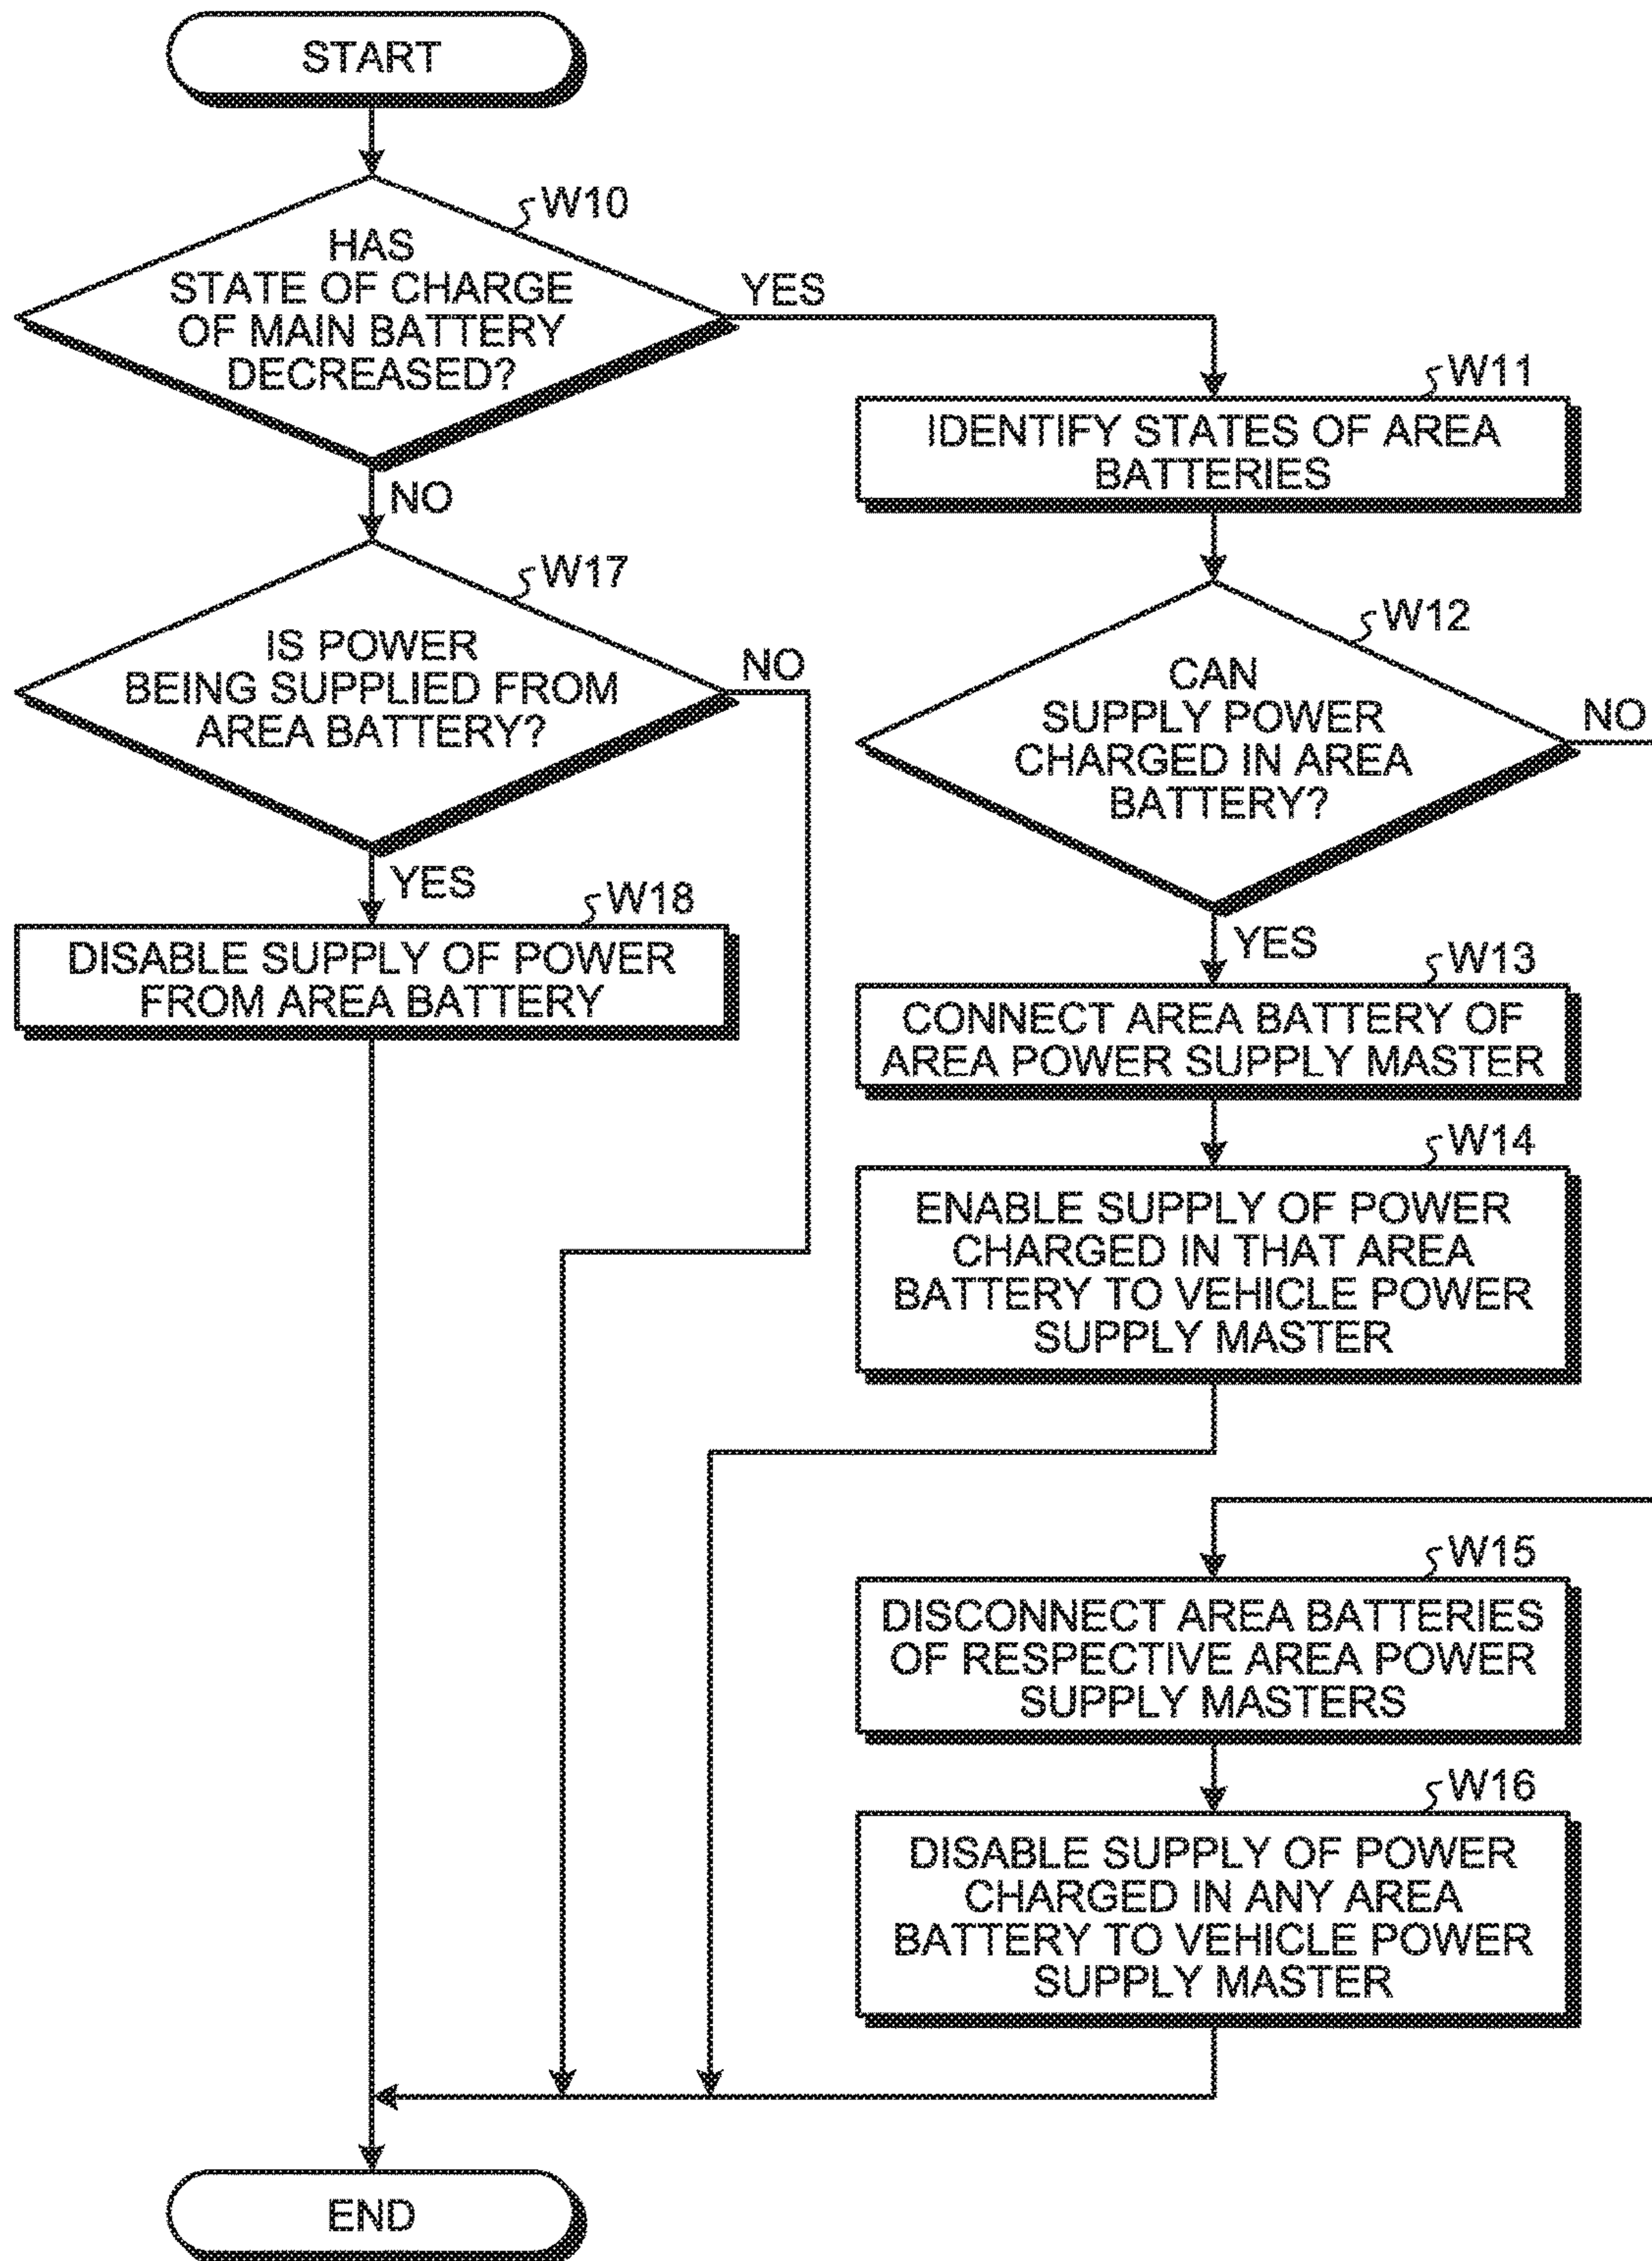 START
W10
HAS
STATE OF CHARGE
OF MAIN BATTERY
DECREASED?
YES
NO
W11
IDENTIFY STATES OF AREA
BATTERIES
W17
IS POWER
BEING SUPPLIED FROM
AREA BATTERY?
NO
YES
W12
CAN
SUPPLY POWER
CHARGED IN AREA
BATTERY?
NO
YES
W18
DISABLE SUPPLY OF POWER
FROM AREA BATTERY
W13
CONNECT AREA BATTERY OF
AREA POWER SUPPLY MASTER
W14
ENABLE SUPPLY OF POWER
CHARGED IN THAT AREA
BATTERY TO VEHICLE POWER
SUPPLY MASTER
W15
DISCONNECT AREA BATTERIES
OF RESPECTIVE AREA POWER
SUPPLY MASTERS
W16
DISABLE SUPPLY OF POWER
CHARGED IN ANY AREA
BATTERY TO VEHICLE POWER
SUPPLY MASTER
END